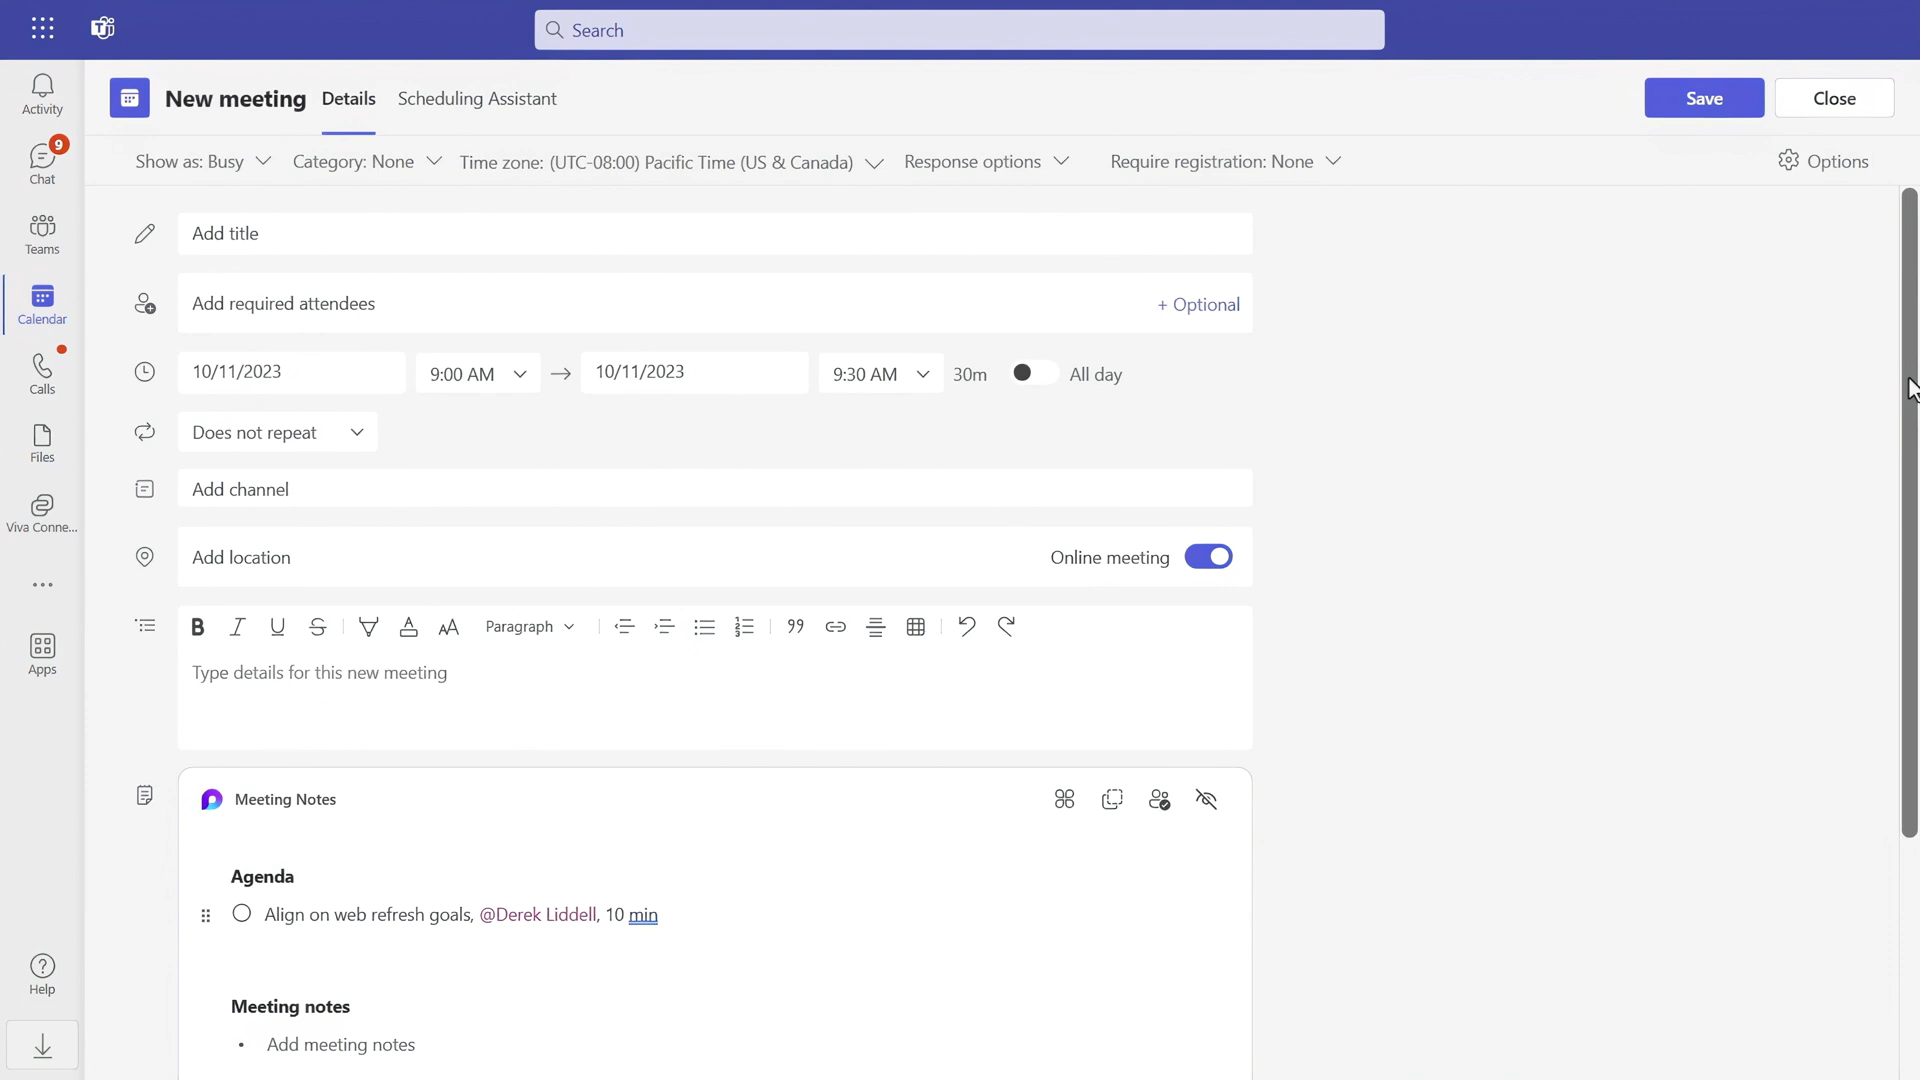 Search
Activity
9
Chat
Teams
Calendar
Calls
Files
Viva Conne...
Apps
Help
New meeting
Details
Scheduling Assistant
Save
Close
Show as: Busy
Category: None
Time zone: (UTC-08:00) Pacific Time (US & Canada)
Response options
Require registration: None
Options
Add title
Add required attendees
+ Optional
10/11/2023
9:00 AM
10/11/2023
9:30 AM
30m
All day
Does not repeat
Add channel
Add location
Online meeting
Paragraph
Type details for this new meeting
Meeting Notes
Agenda
Align on web refresh goals, @Derek Liddell, 10 min
Meeting notes
• Add meeting notes